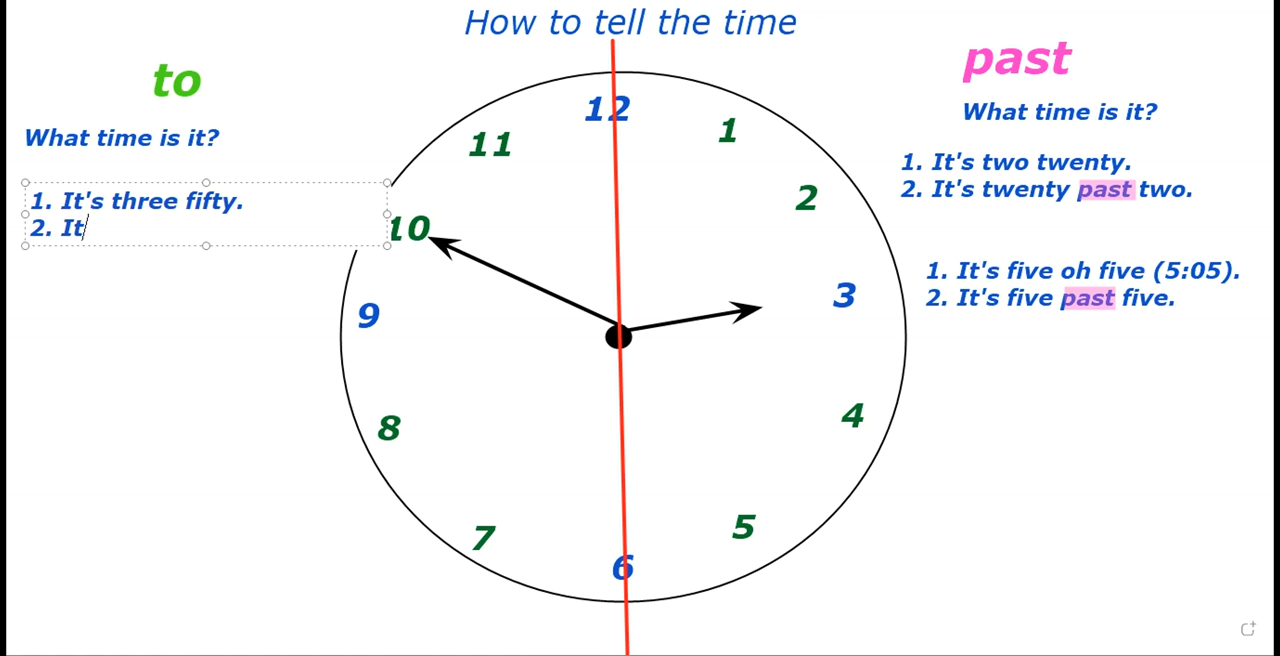 How to tell the time
to
What time is it?
1. It's three fifty.
2. It
past
What time is it?
1. It's two twenty.
2. It's twenty past two.
1. It's five oh five (5:05).
2. It's five past five.
12
1
2
3
4
5
6
7
8
9
10
11